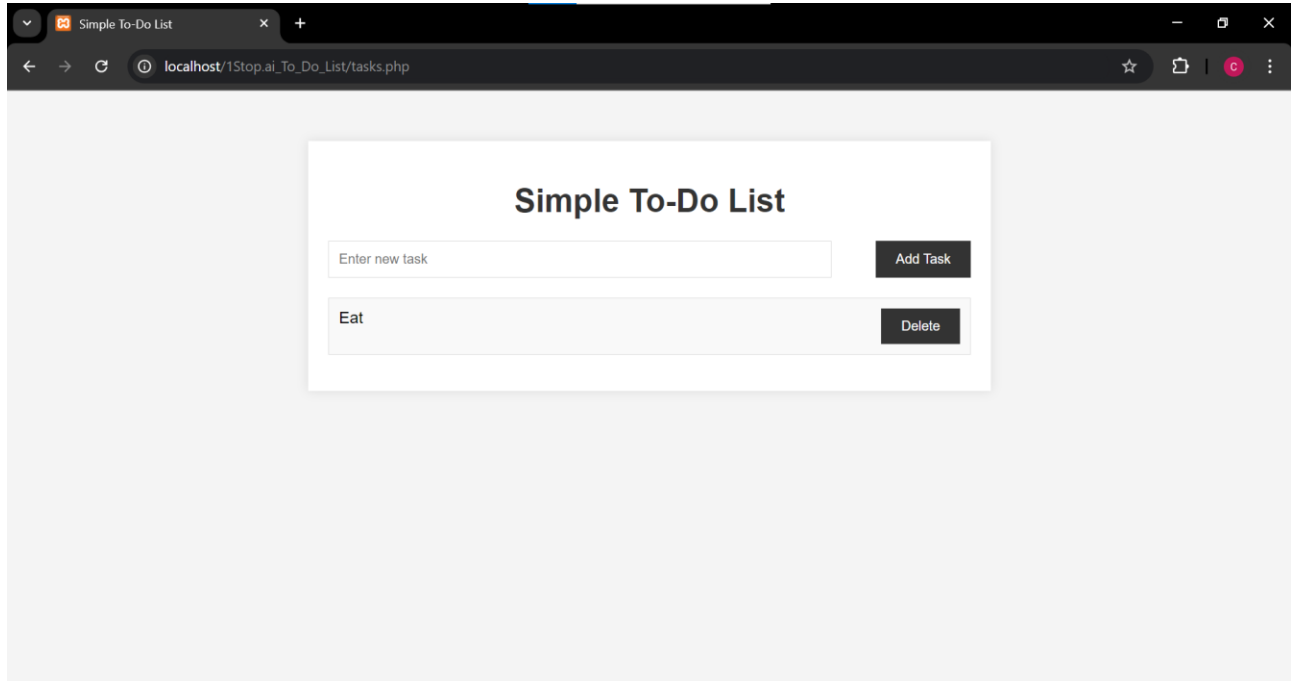 Simple To-Do List
localhost/1Stop.ai_To_Do_List/tasks.php
C
Simple To-Do List
Enter new task
Add Task
Eat
Delete